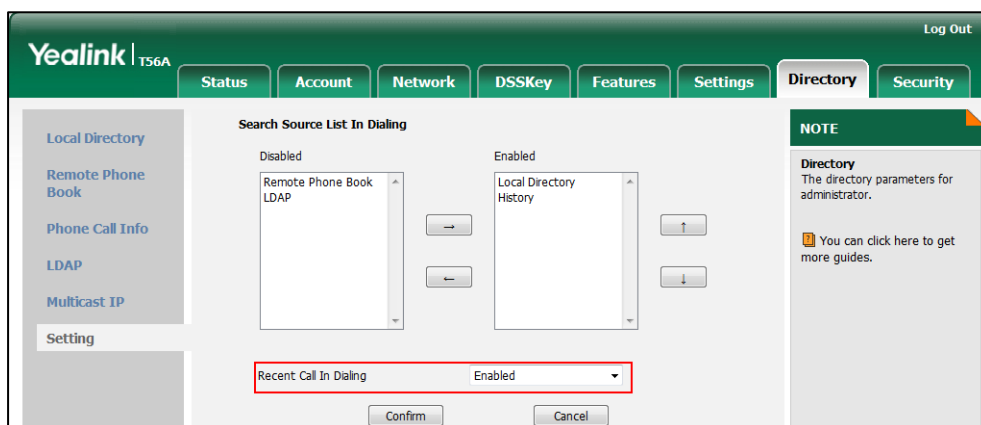 Log Out
Yealink T56A
Status Account Network DSSKey Features Settings Directory Security
Local Directory
Remote Phone
Book
Phone Call Info
LDAP
Multicast IP
Setting
Search Source List In Dialing
Disabled Enabled
Remote Phone Book
LDAP
Local Directory
History
→
←
↑
↓
Recent Call In Dialing Enabled
Confirm Cancel
NOTE
Directory
The directory parameters for
administrator.
? You can click here to get
more guides.